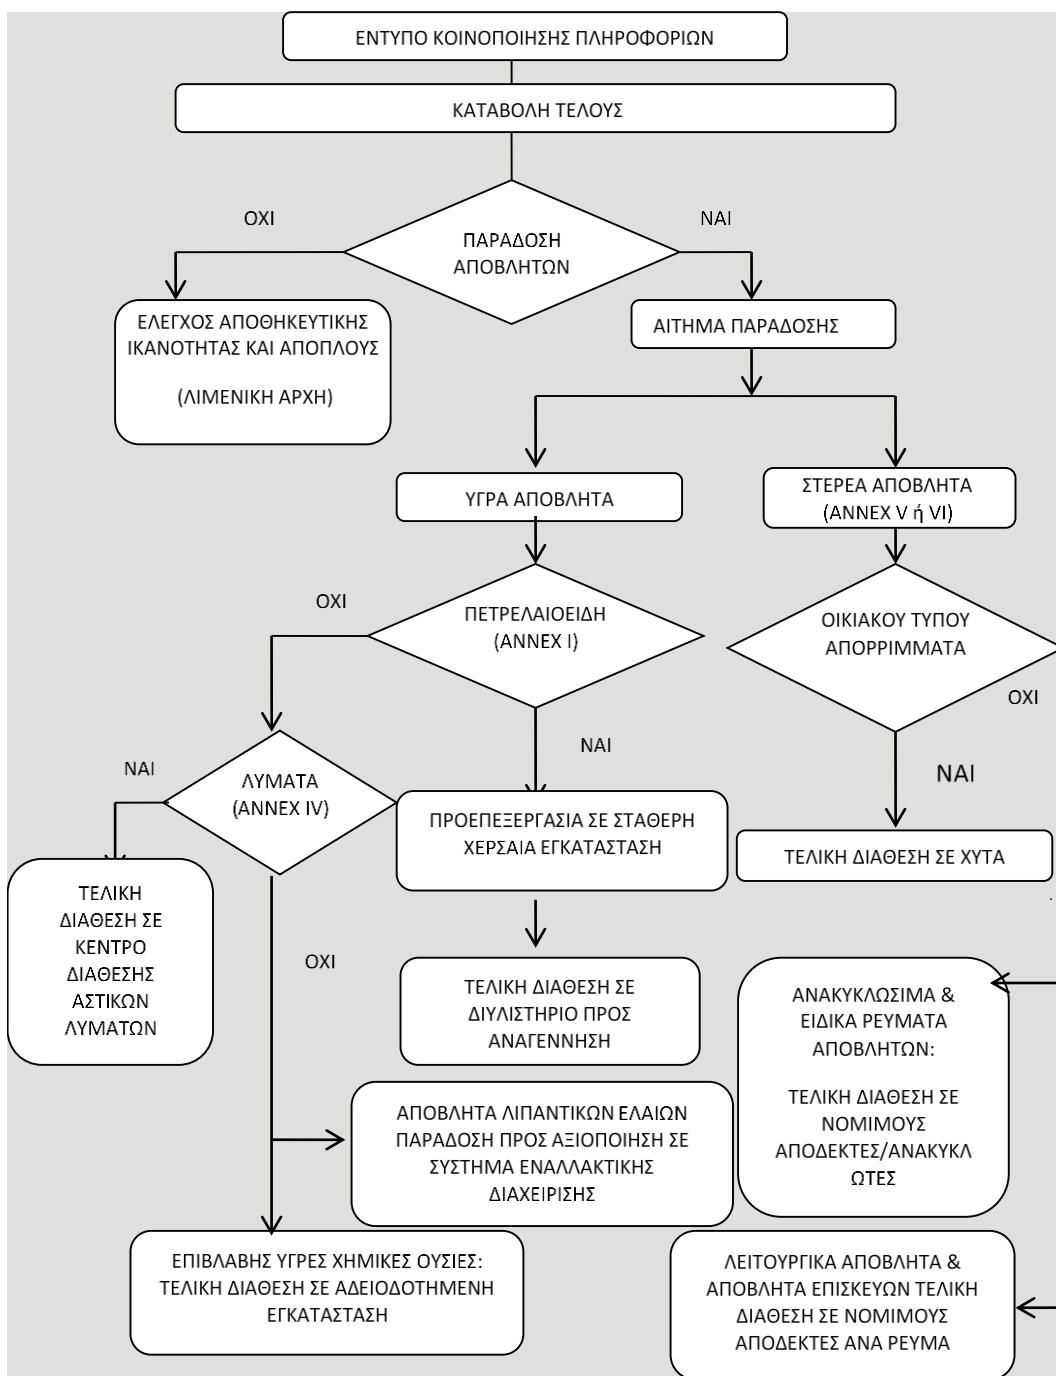 ΕΝΤΥΠΟ ΚΟΙΝΟΠΟΙΗΣΗΣ ΠΛΗΡΟΦΟΡΙΩΝ
ΚΑΤΑΒΟΛΗ ΤΕΛΟΥΣ
ΟΧΙ
ΝΑΙ
ΠΑΡΑΔΟΣΗ
ΑΠΟΒΛΗΤΩΝ
ΕΛΕΓΧΟΣ ΑΠΟΘΗΚΕΥΤΙΚΗΣ
ΙΚΑΝΟΤΗΤΑΣ ΚΑΙ ΑΠΟΠΛΟΥΣ
(ΛΙΜΕΝΙΚΗ ΑΡΧΗ)
ΑΙΤΗΜΑ ΠΑΡΑΔΟΣΗΣ
ΥΓΡΑ ΑΠΟΒΛΗΤΑ
ΣΤΕΡΕΑ ΑΠΟΒΛΗΤΑ
(ANNEX V ή VI)
ΟΧΙ
ΠΕΤΡΕΛΑΙΟΕΙΔΗ
(ANNEX I)
ΟΙΚΙΑΚΟΥ ΤΥΠΟΥ
ΑΠΟΡΡΙΜΜΑΤΑ
ΟΧΙ
ΝΑΙ
ΝΑΙ
ΝΑΙ
ΛΥΜΑΤΑ
(ANNEX IV)
ΠΡΟΕΠΕΞΕΡΓΑΣΙΑ ΣΕ ΣΤΑΘΕΡΗ
ΧΕΡΣΑΙΑ ΕΓΚΑΤΑΣΤΑΣΗ
ΤΕΛΙΚΗ ΔΙΑΘΕΣΗ ΣΕ ΧΥΤΑ
.
ΤΕΛΙΚΗ
ΔΙΑΘΕΣΗ ΣΕ
ΚΕΝΤΡΟ
ΔΙΑΘΕΣΗΣ
ΑΣΤΙΚΩΝ
ΛΥΜΑΤΩΝ
ΟΧΙ
ΤΕΛΙΚΗ ΔΙΑΘΕΣΗ ΣΕ
ΔΙΥΛΙΣΤΗΡΙΟ ΠΡΟΣ
ΑΝΑΓΕΝΝΗΣΗ
ΑΝΑΚΥΚΛΩΣΙΜΑ &
ΕΙΔΙΚΑ ΡΕΥΜΑΤΑ
ΑΠΟΒΛΗΤΩΝ:
ΤΕΛΙΚΗ ΔΙΑΘΕΣΗ ΣΕ
ΝΟΜΙΜΟΥΣ
ΑΠΟΔΕΚΤΕΣ/ΑΝΑΚΥΚΛ
ΩΤΕΣ
ΑΠΟΒΛΗΤΑ ΛΙΠΑΝΤΙΚΩΝ ΕΛΑΙΩΝ
ΠΑΡΑΔΟΣΗ ΠΡΟΣ ΑΞΙΟΠΟΙΗΣΗ ΣΕ
ΣΥΣΤΗΜΑ ΕΝΑΛΛΑΚΤΙΚΗΣ
ΔΙΑΧΕΙΡΙΣΗΣ
ΕΠΙΒΛΑΒΗΣ ΥΓΡΕΣ ΧΗΜΙΚΕΣ ΟΥΣΙΕΣ:
ΤΕΛΙΚΗ ΔΙΑΘΕΣΗ ΣΕ ΑΔΕΙΟΔΟΤΗΜΕΝΗ
ΕΓΚΑΤΑΣΤΑΣΗ
ΛΕΙΤΟΥΡΓΙΚΑ ΑΠΟΒΛΗΤΑ &
ΑΠΟΒΛΗΤΑ ΕΠΙΣΚΕΥΩΝ ΤΕΛΙΚΗ
ΔΙΑΘΕΣΗ ΣΕ ΝΟΜΙΜΟΥΣ
ΑΠΟΔΕΚΤΕΣ ΑΝΑ ΡΕΥΜΑ